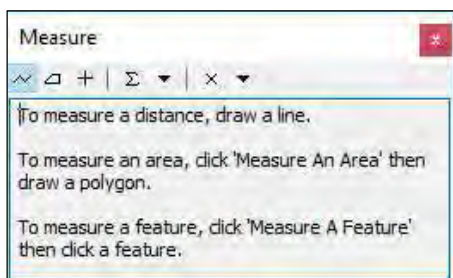 Measure
Σ
To measure a distance, draw a line.
To measure an area, click 'Measure An Area' then
draw a polygon.
To measure a feature, click 'Measure A Feature'
then click a feature.